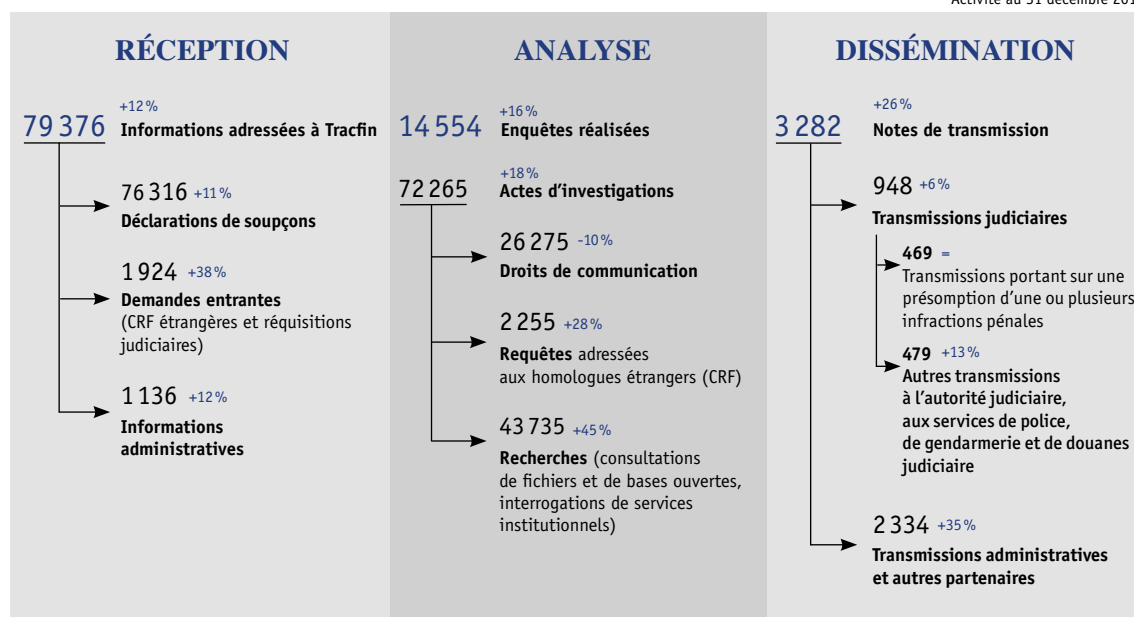 Activité au 31 décembre 201
RÉCEPTION
+12 %
79 376 Informations adressées à Tracfin
76 316 +11 %
Déclarations de soupçons
1 924 +38 %
Demandes entrantes
(CRF étrangères et réquisitions
judiciaires)
1 136 +12 %
Informations
administratives
ANALYSE
+16 %
14 554 Enquêtes réalisées
+18 %
72 265 Actes d’investigations
26 275 -10 %
Droits de communication
2 255 +28 %
Requêtes adressées
aux homologues étrangers (CRF)
43 735 +45 %
Recherches (consultations
de fichiers et de bases ouvertes,
interrogations de services
institutionnels)
DISSÉMINATION
+26 %
3 282 Notes de transmission
948 +6 %
Transmissions judiciaires
469 =
Transmissions portant sur une
présomption d’une ou plusieurs
infractions pénales
479 +13 %
Autres transmissions
à l’autorité judiciaire,
aux services de police,
de gendarmerie et de douanes
judiciaire
2 334 +35 %
Transmissions administratives
et autres partenaires